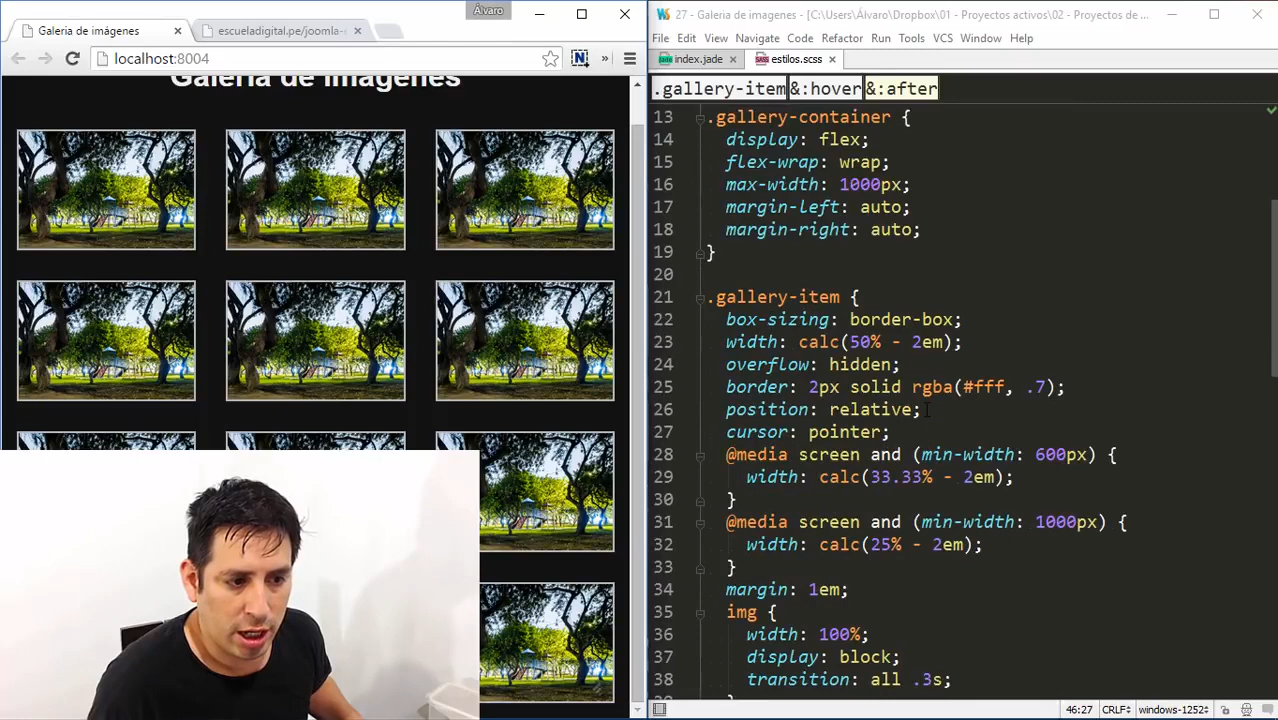 Álvaro
Galeria de imágenes
escueladigital.pe/joomla-
localhost:8004
Galeria de imágenes
27 - Galeria de imagenes - [C:\Users\Álvaro\Dropbox\01 - Proyectos activos\02 - Proyectos de ...
File Edit View Navigate Code Refactor Run Tools VCS Window Help
index.jade
estilos.scss
.gallery-item &:hover &:after
13 .gallery-container {
14 display: flex;
15 flex-wrap: wrap;
16 max-width: 1000px;
17 margin-left: auto;
18 margin-right: auto;
19 }
20
21 .gallery-item {
22 box-sizing: border-box;
23 width: calc(50% - 2em);
24 overflow: hidden;
25 border: 2px solid rgba(#fff, .7);
26 position: relative;
27 cursor: pointer;
28 @media screen and (min-width: 600px) {
29 width: calc(33.33% - 2em);
30 }
31 @media screen and (min-width: 1000px) {
32 width: calc(25% - 2em);
33 }
34 margin: 1em;
35 img {
36 width: 100%;
37 display: block;
38 transition: all .3s;
46:27 CRLF windows-1252